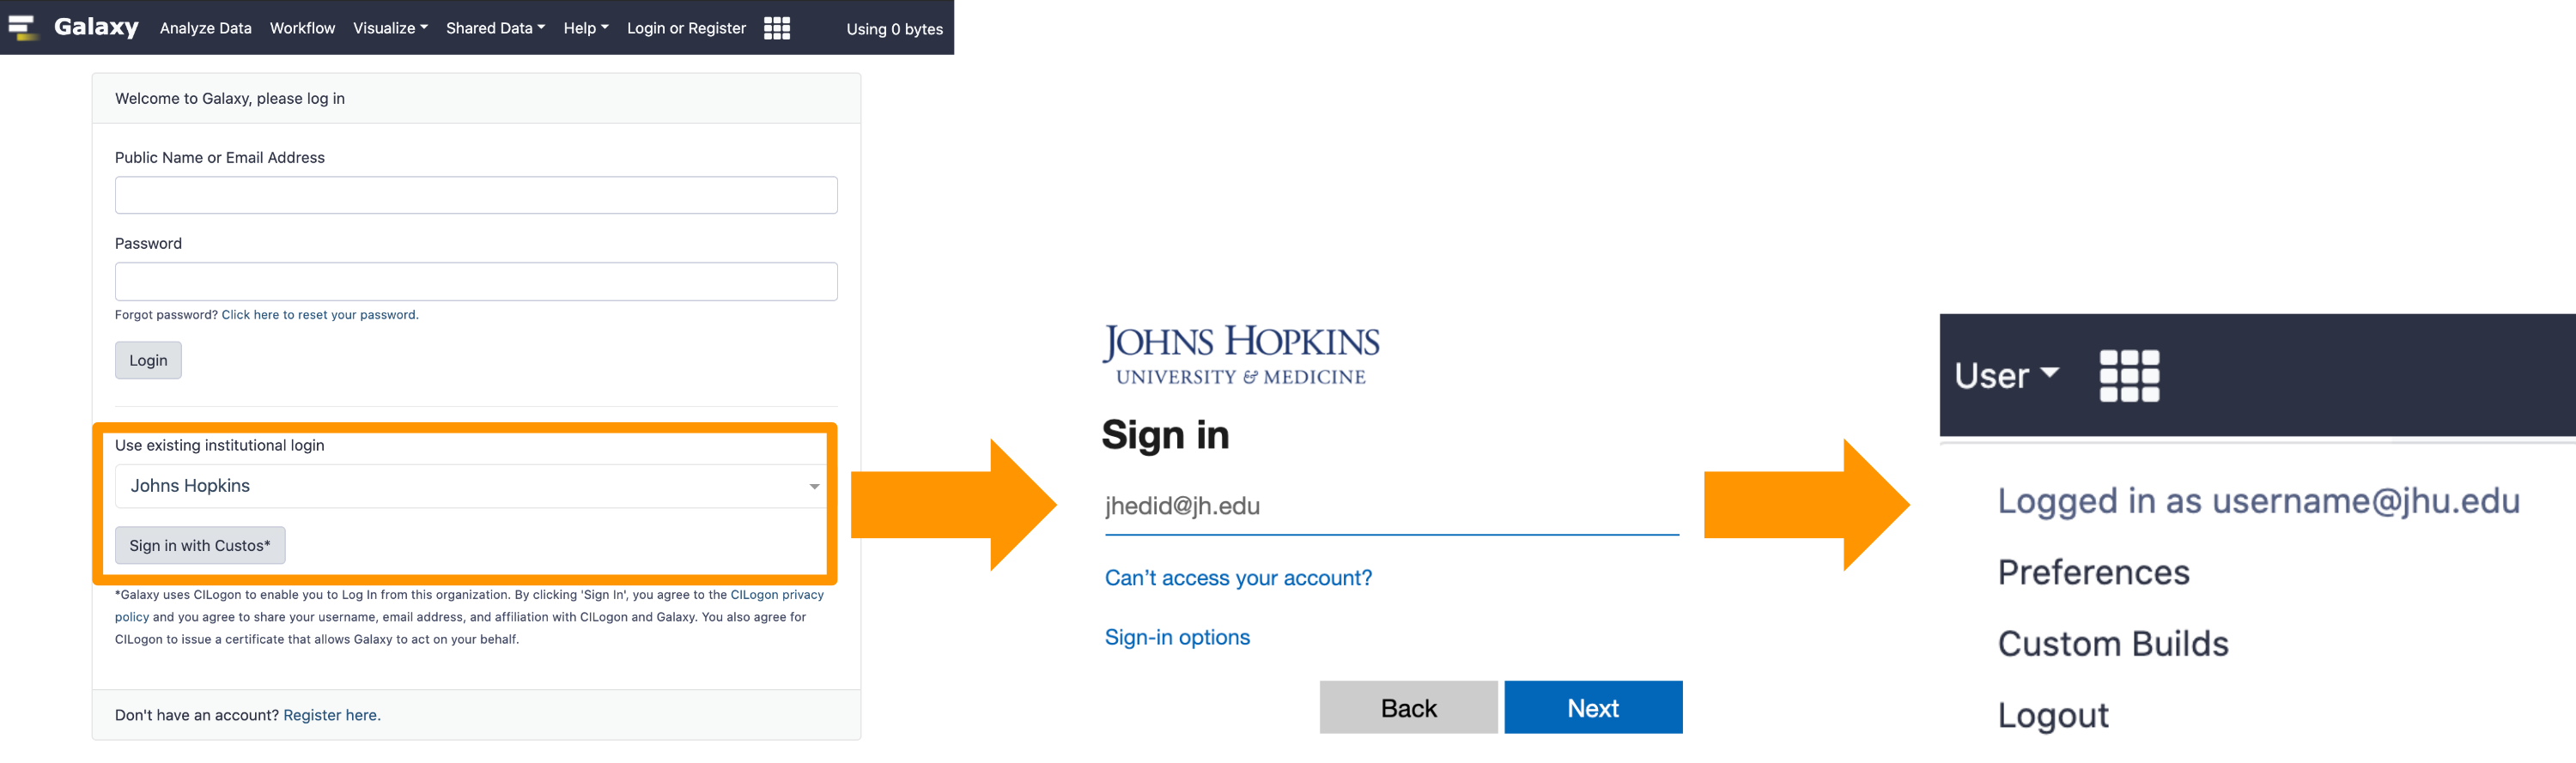 Galaxy Analyze Data Workflow Visualize Shared Data Help Login or Register Using 0 bytes
Welcome to Galaxy, please log in
Public Name or Email Address
Password
Forgot password? Click here to reset your password.
Login
Use existing institutional login
Johns Hopkins
Sign in with Custos*
*Galaxy uses CILogon to enable you to Log In from this organization. By clicking 'Sign In', you agree to the CILogon privacy
policy and you agree to share your username, email address, and affiliation with CILogon and Galaxy. You also agree for
CILogon to issue a certificate that allows Galaxy to act on your behalf.
Don't have an account? Register here.
JOHNS HOPKINS
UNIVERSITY & MEDICINE
Sign in
jhedid@jh.edu
Can't access your account?
Sign-in options
Back Next
User
Logged in as username@jhu.edu
Preferences
Custom Builds
Logout